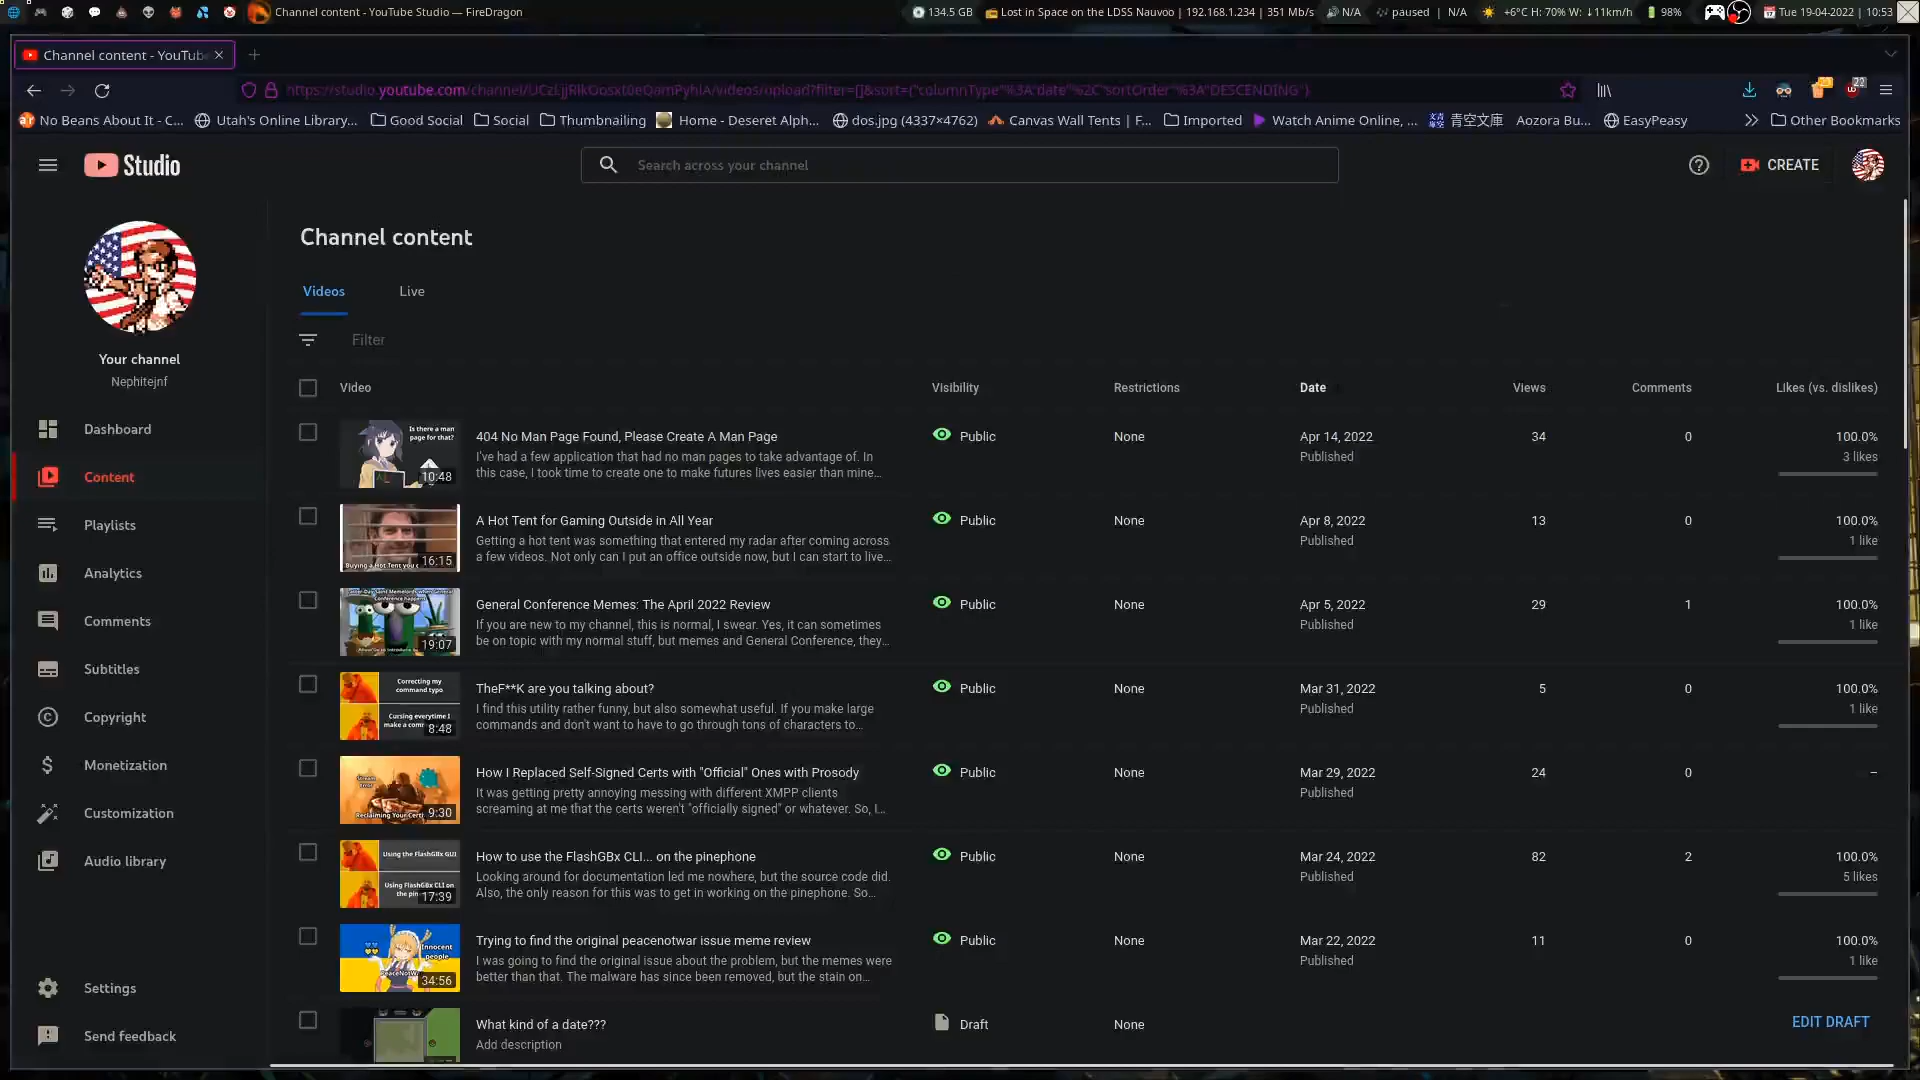 Channel content - YouTube Studio — FireDragon
134.5 GB
Lost in Space on the LDSS Nauvoo | 192.168.1.234 | 351 Mb/s
N/A
paused | N/A
+6°C H: 70% W: ↓11km/h
98%
Tue 19-04-2022 | 10:53
Channel content - YouTube
No Beans About It - C...
Utah's Online Library...
Good Social
Social
Thumbnailing
Home - Deseret Alph...
dos.jpg (4337×4762)
Canvas Wall Tents | F...
Imported
Watch Anime Online, ...
青空文庫 Aozora Bu...
EasyPeasy
Other Bookmarks
22
Studio
Search across your channel
CREATE
Your channel
Nephitejnf
Dashboard
Content
Playlists
Analytics
Comments
Subtitles
Copyright
Monetization
Customization
Audio library
Settings
Send feedback
Channel content
Videos
Live
Filter
Video
Visibility
Restrictions
Date
Views
Comments
Likes (vs. dislikes)
Is there a man
page for that?
10:48
404 No Man Page Found, Please Create A Man Page
I've had a few application that had no man pages to take advantage of. In
this case, I took time to create one to make futures lives easier than mine...
Public
None
Apr 14, 2022
Published
34
0
100.0%
3 likes
16:15
A Hot Tent for Gaming Outside in All Year
Getting a hot tent was something that entered my radar after coming across
a few videos. Not only can I put an office outside now, but I can start to live...
Public
None
Apr 8, 2022
Published
13
0
100.0%
1 like
19:07
General Conference Memes: The April 2022 Review
If you are new to my channel, this is normal, I swear. Yes, it can sometimes
be on topic with my normal stuff, but memes and General Conference, they...
Public
None
Apr 5, 2022
Published
29
1
100.0%
1 like
Correcting my
command typo
Cursing everytime I
8:48
TheF**K are you talking about?
I find this utility rather funny, but also somewhat useful. If you make large
commands and don't want to have to go through tons of characters to...
Public
None
Mar 31, 2022
Published
5
0
100.0%
1 like
9:30
How I Replaced Self-Signed Certs with "Official" Ones with Prosody
It was getting pretty annoying messing with different XMPP clients
screaming at me that the certs weren't "officially signed" or whatever. So, I...
Public
None
Mar 29, 2022
Published
24
0
–
Using the FlashGBx GUI
Using FlashGBx CLI on
17:39
How to use the FlashGBx CLI... on the pinephone
Looking around for documentation led me nowhere, but the source code did.
Also, the only reason for this was to get in working on the pinephone. So...
Public
None
Mar 24, 2022
Published
82
2
100.0%
5 likes
Innocent
people
34:56
Trying to find the original peacenotwar issue meme review
I was going to find the original issue about the problem, but the memes were
better than that. The malware has since been removed, but the stain on...
Public
None
Mar 22, 2022
Published
11
0
100.0%
1 like
What kind of a date???
Add description
Draft
None
EDIT DRAFT